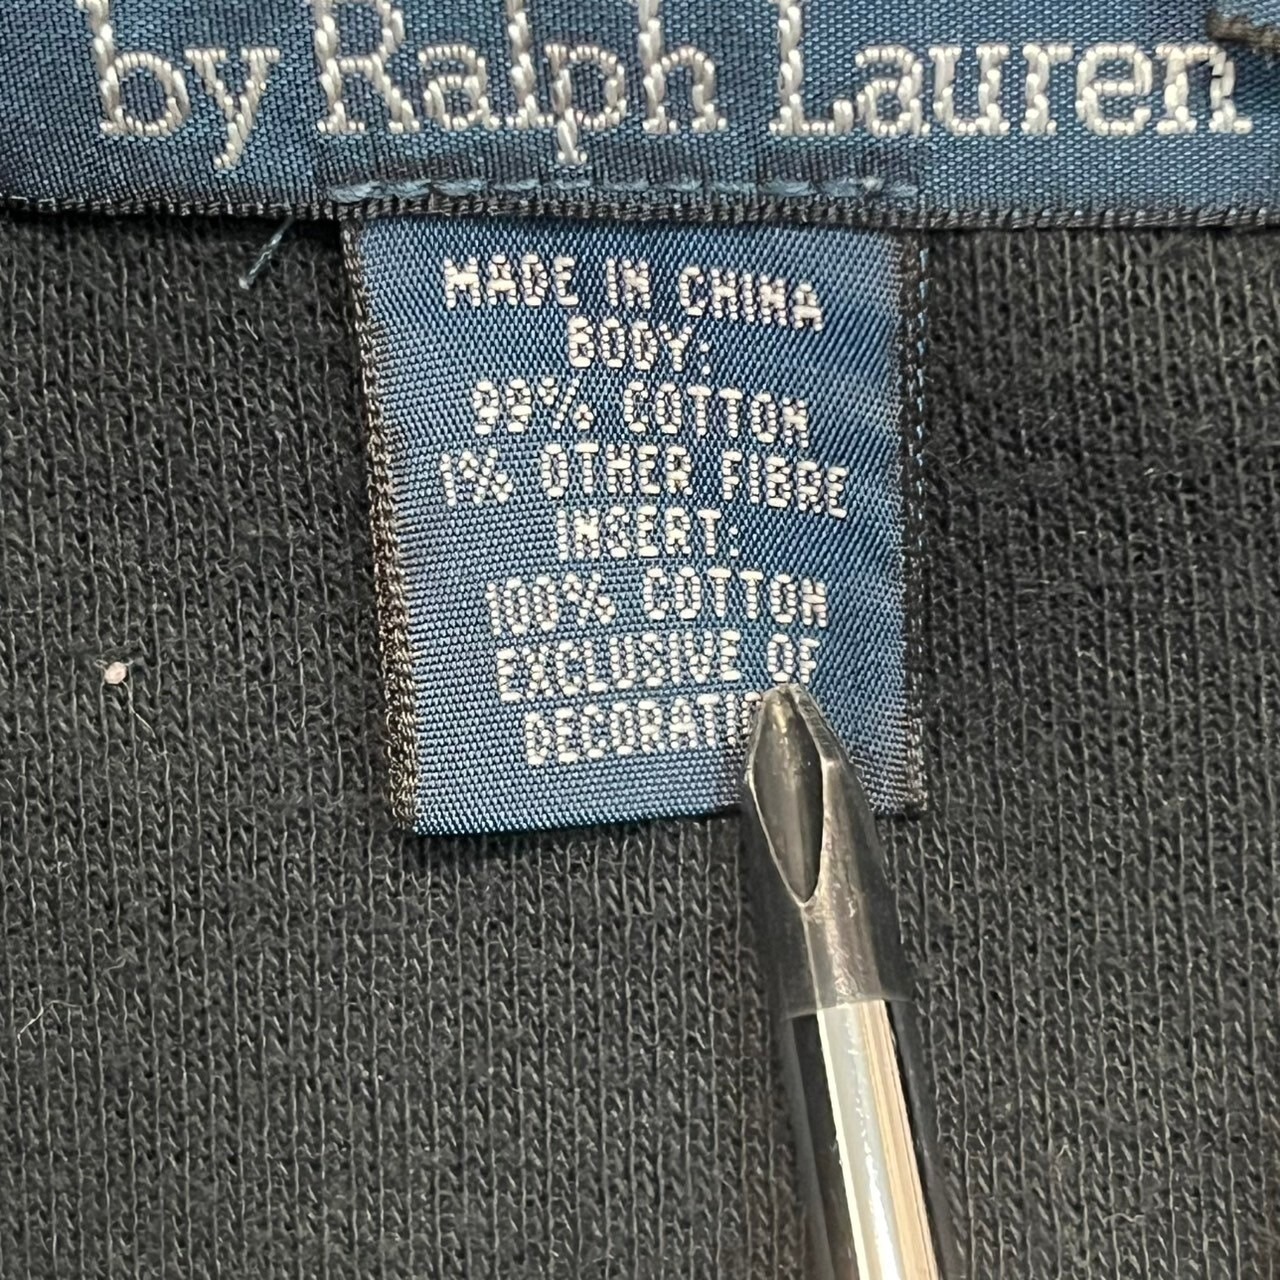 by Ralph Lauren
MADE IN CHINA
BODY:
99% COTTON
1% OTHER FIBRE
INSERT:
100% COTTON
EXCLUSIVE OF